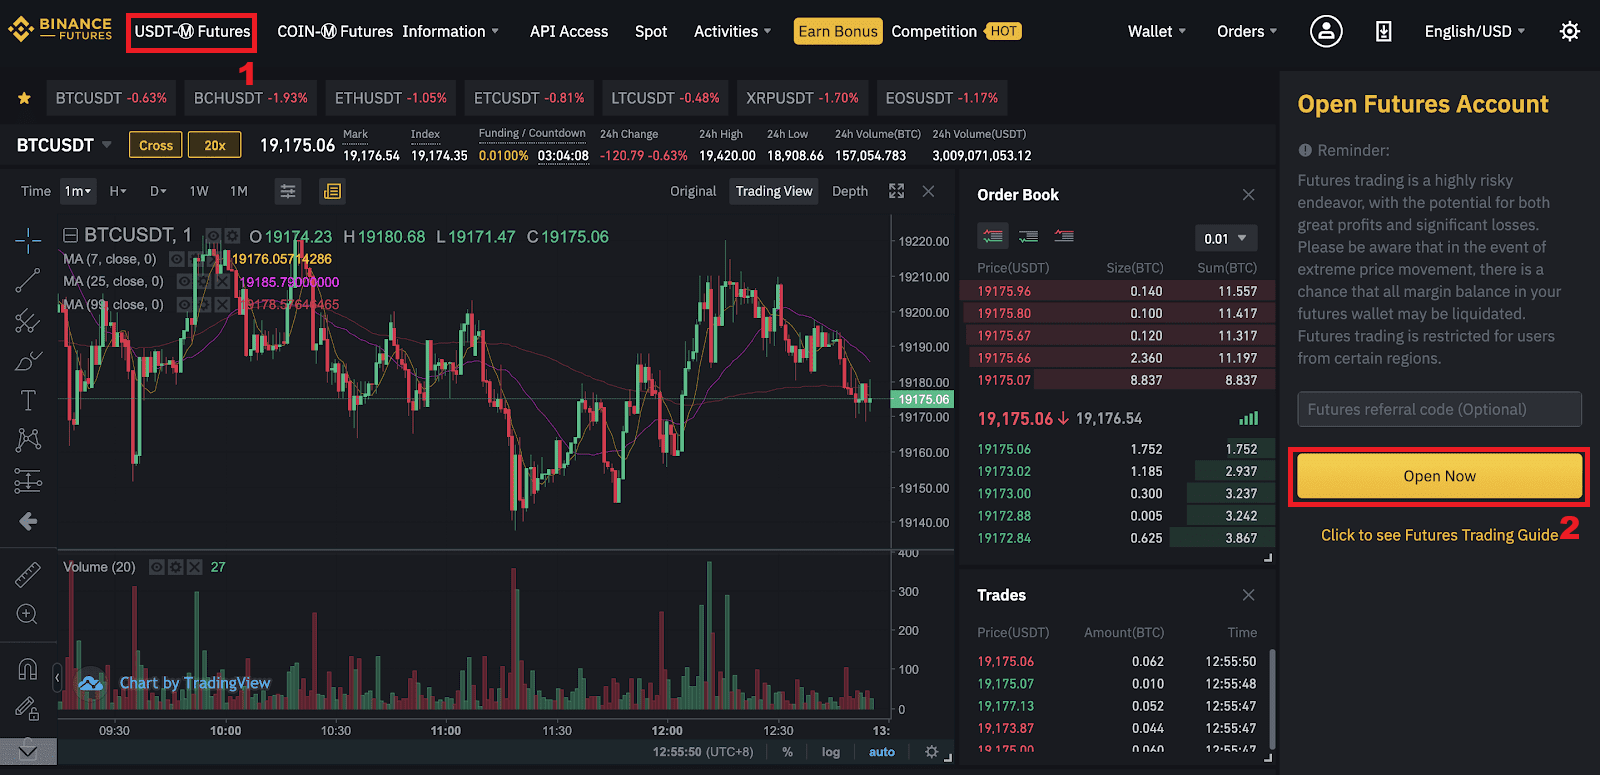 BINANCE
FUTURES
USDT-Ⓜ Futures
COIN-Ⓜ Futures
Information
API Access
Spot
Activities
Earn Bonus
Competition
HOT
Wallet
Orders
English/USD
1
BTCUSDT -0.63%
BCHUSDT -1.93%
ETHUSDT -1.05%
ETCUSDT -0.81%
LTCUSDT -0.48%
XRPUSDT -1.70%
EOSUSDT -1.17%
BTCUSDT
Cross
20x
19,175.06
Mark
19,176.54
Index
19,174.35
Funding / Countdown
0.0100% 03:04:08
24h Change
-120.79 -0.63%
24h High
19,420.00
24h Low
18,908.66
24h Volume(BTC)
157,054.783
24h Volume(USDT)
3,009,071,053.12
Time
1m
H
D
1W
1M
Original
Trading View
Depth
BTCUSDT, 1 O 19174.23 H 19180.68 L 19171.47 C 19175.06
MA (7, close, 0) 19176.05714286
MA (25, close, 0) 19185.79000000
MA (99, close, 0) 19178.57646465
19220.00
19210.00
19200.00
19190.00
19180.00
19175.06
19170.00
19160.00
19150.00
19140.00
400
Volume (20) 27
300
200
100
0
Chart by TradingView
09:30
10:00
10:30
11:00
11:30
12:00
12:30
13:
12:55:50 (UTC+8)
%
log
auto
Order Book
0.01
Price(USDT) Size(BTC) Sum(BTC)
19175.96 0.140 11.557
19175.80 0.100 11.417
19175.67 0.120 11.317
19175.66 2.360 11.197
19175.07 8.837 8.837
19,175.06↓ 19,176.54
19175.06 1.752 1.752
19173.02 1.185 2.937
19173.00 0.300 3.237
19172.88 0.005 3.242
19172.84 0.625 3.867
Trades
Price(USDT) Amount(BTC) Time
19,175.06 0.062 12:55:50
19,175.07 0.010 12:55:48
19,177.13 0.052 12:55:47
19,173.87 0.044 12:55:47
19,175.00 0.060 12:55:47
Open Futures Account
Reminder:
Futures trading is a highly risky
endeavor, with the potential for both
great profits and significant losses.
Please be aware that in the event of
extreme price movement, there is a
chance that all margin balance in your
futures wallet may be liquidated.
Futures trading is restricted for users
from certain regions.
Futures referral code (Optional)
Open Now
Click to see Futures Trading Guide
2